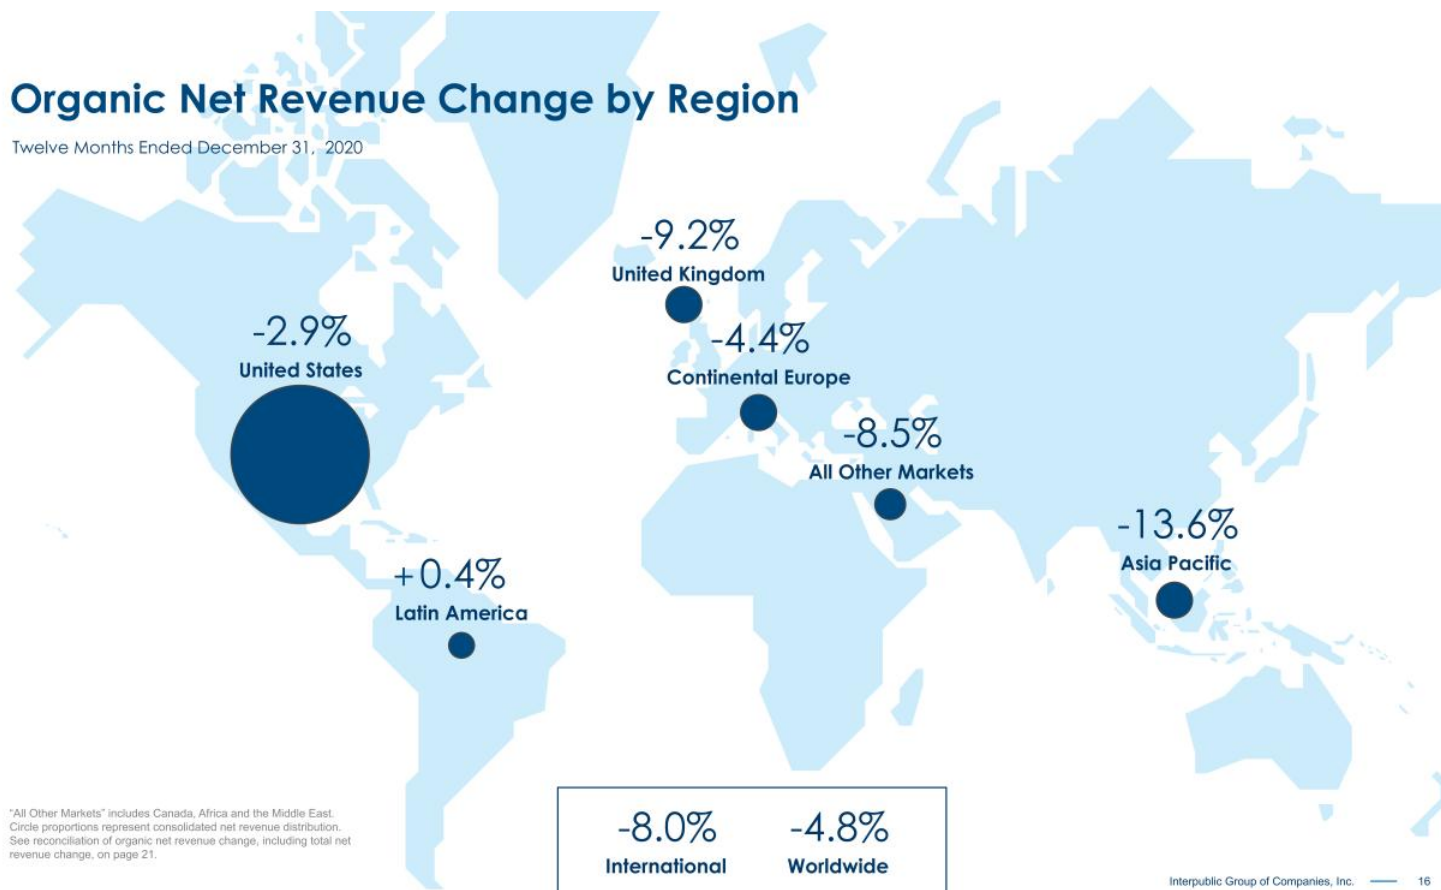 Organic Net Revenue Change by Region
Twelve Months Ended December 31, 2020
-9.2%
United Kingdom
-2.9%
United States
-4.4%
Continental Europe
-8.5%
All Other Markets
-13.6%
Asia Pacific
+0.4%
Latin America
"All Other Markets" includes Canada, Africa and the Middle East.
Circle proportions represent consolidated net revenue distribution.
See reconciliation of organic net revenue change, including total net
revenue change, on page 21.
-8.0%
International
-4.8%
Worldwide
Interpublic Group of Companies, Inc.
16